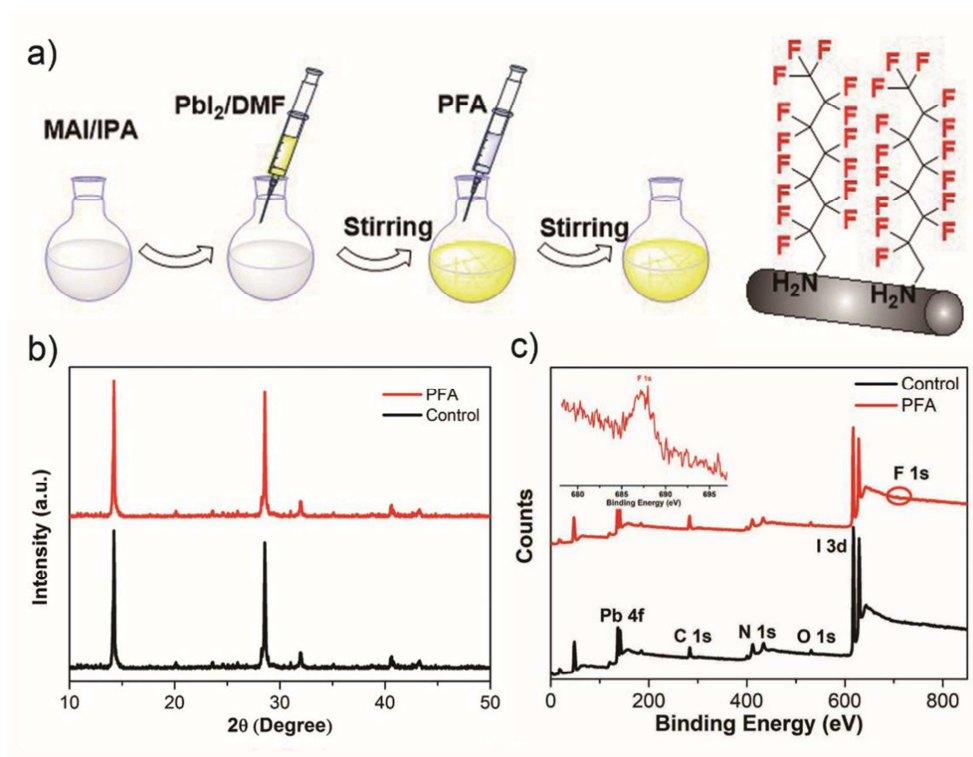 a)
MAI/IPA
PbI₂/DMF
PFA
Stirring
Stirring
F F
F F
F F
F F
F F
F F
F F
F F
F F
F F
F F
F F
F F
H₂N H₂N
b)
PFA
Control
Intensity (a.u.)
10 20 30 40 50
2θ (Degree)
c)
Control
PFA
F 1s
680 685 690 695
Binding Energy (eV)
F 1s
I 3d
Pb 4f
C 1s
N 1s
O 1s
Counts
0 200 400 600 800
Binding Energy (eV)